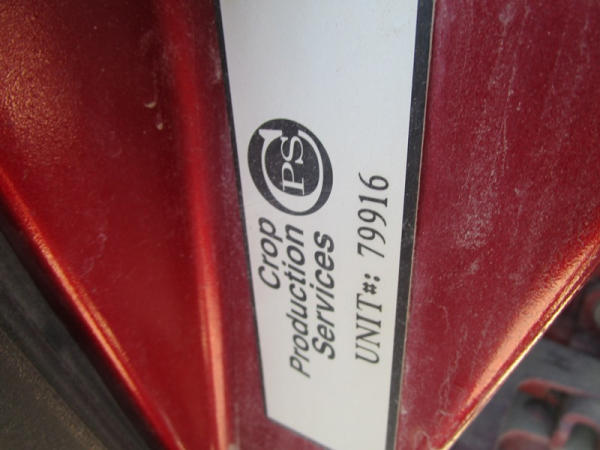 CPS
Crop
Production
Services
UNIT#: 79916